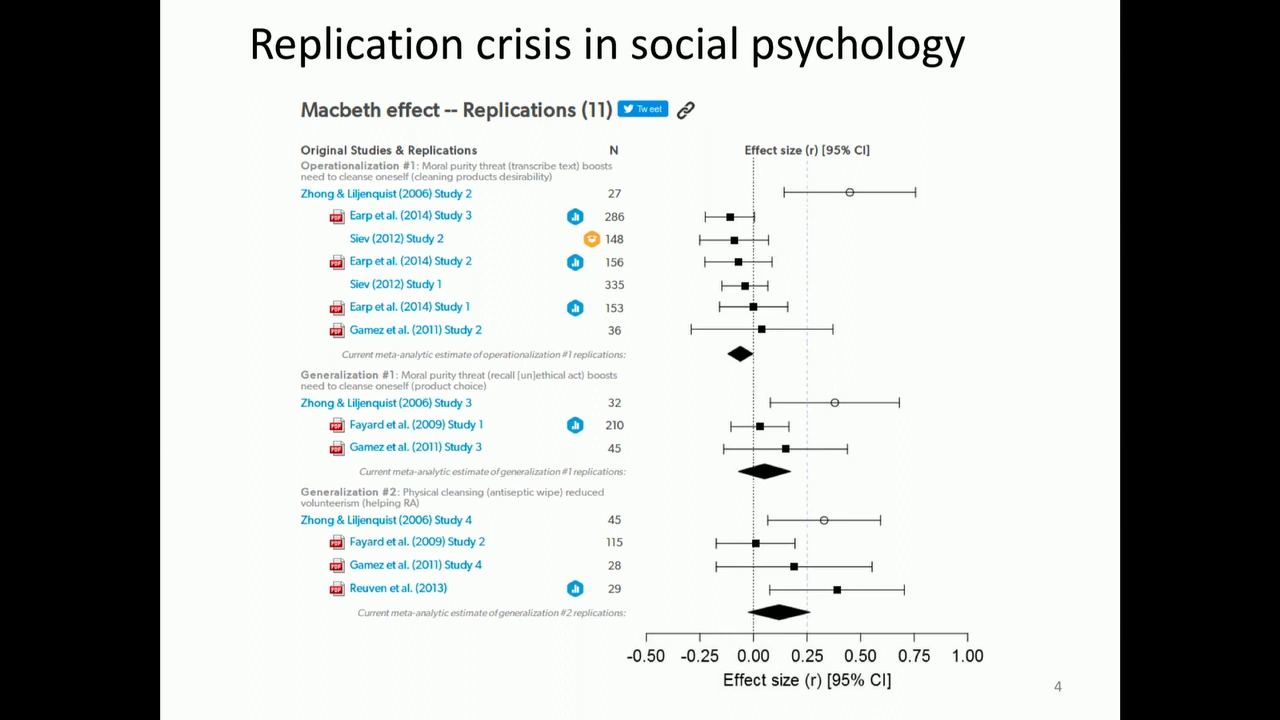 Replication crisis in social psychology
Macbeth effect -- Replications (11) Tweet
Original Studies & Replications N Effect size (r) [95% CI]
Operationalization #1: Moral purity threat (transcribe text) boosts
need to cleanse oneself (cleaning products desirability)
Zhong & Liljenquist (2006) Study 2 27
PDF Earp et al. (2014) Study 3 286
Siev (2012) Study 2 148
PDF Earp et al. (2014) Study 2 156
Siev (2012) Study 1 335
PDF Earp et al. (2014) Study 1 153
PDF Gamez et al. (2011) Study 2 36
Current meta-analytic estimate of operationalization #1 replications:
Generalization #1: Moral purity threat (recall [un]ethical act) boosts
need to cleanse oneself (product choice)
Zhong & Liljenquist (2006) Study 3 32
PDF Fayard et al. (2009) Study 1 210
PDF Gamez et al. (2011) Study 3 45
Current meta-analytic estimate of generalization #1 replications:
Generalization #2: Physical cleansing (antiseptic wipe) reduced
volunteerism (helping RA)
Zhong & Liljenquist (2006) Study 4 45
PDF Fayard et al. (2009) Study 2 115
PDF Gamez et al. (2011) Study 4 28
PDF Reuven et al. (2013) 29
Current meta-analytic estimate of generalization #2 replications:
-0.50 -0.25 0.00 0.25 0.50 0.75 1.00
Effect size (r) [95% CI]
4